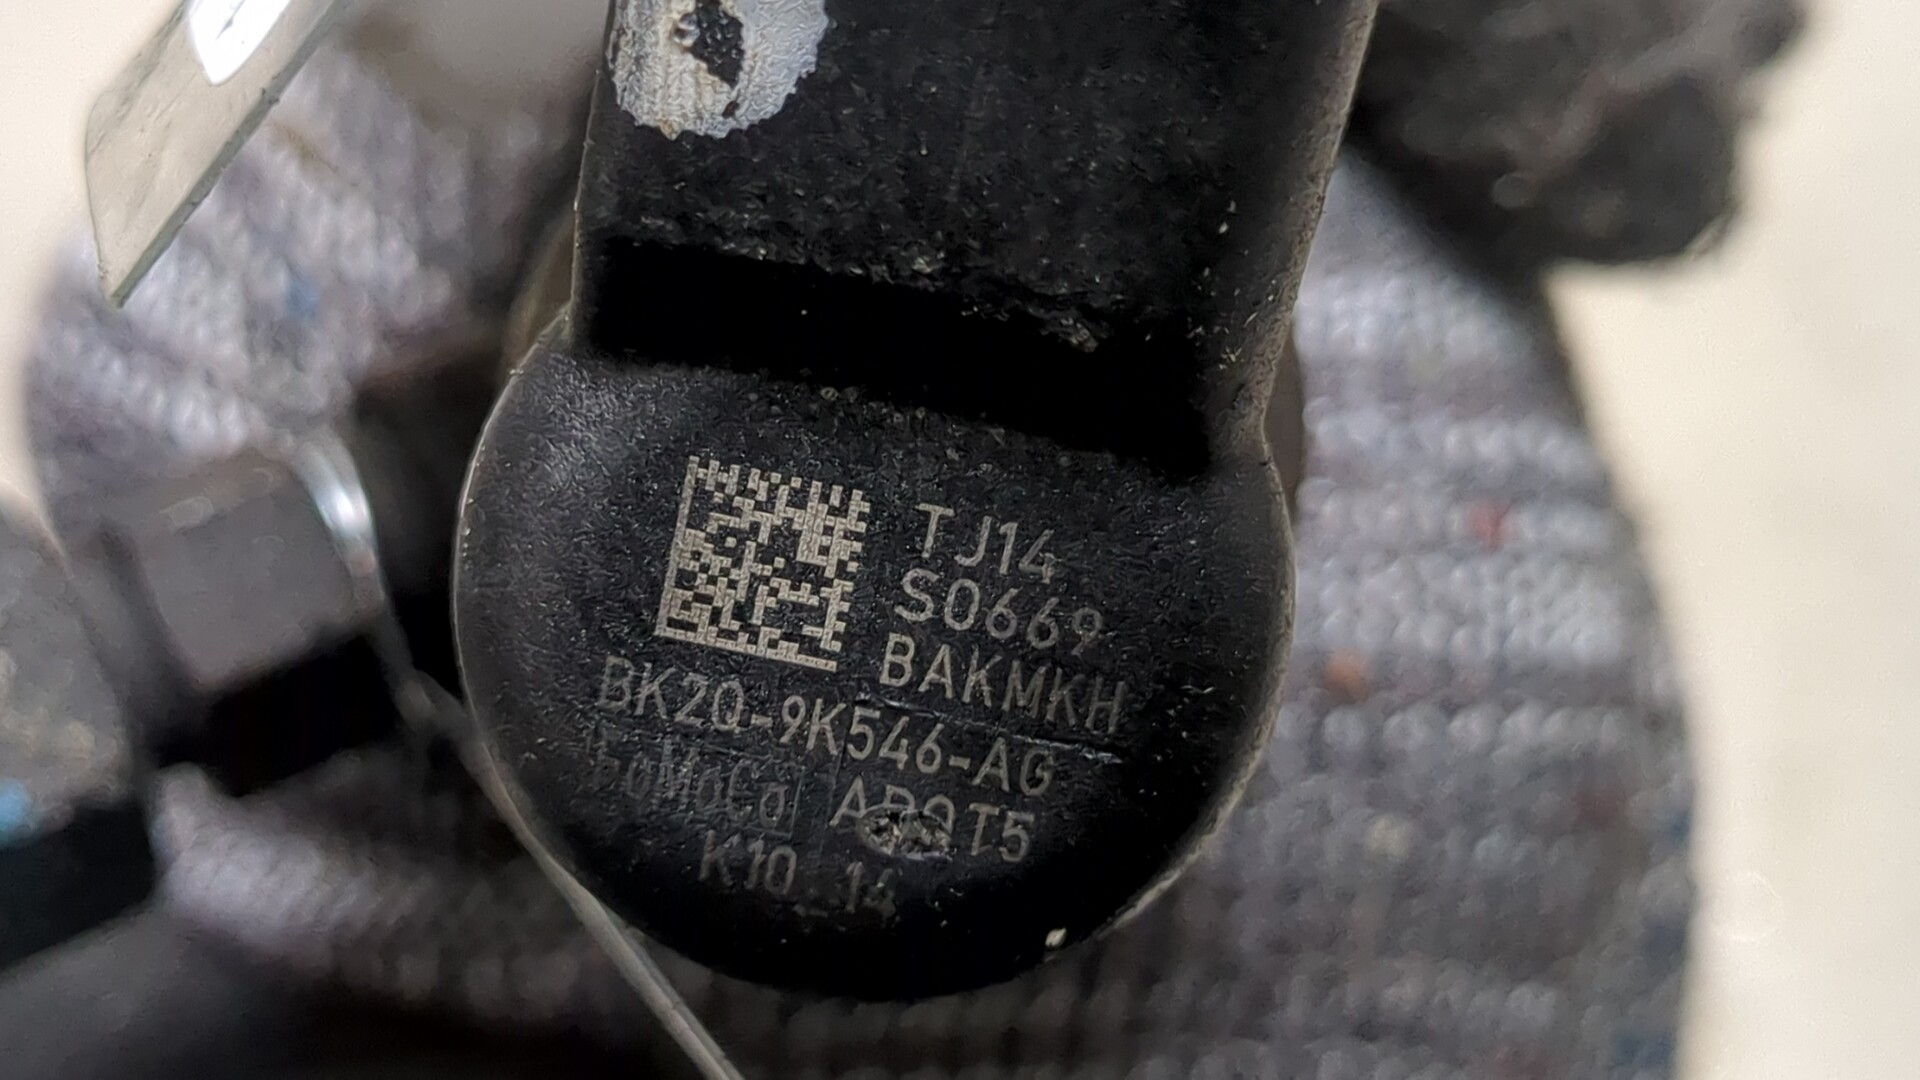 TJ14
S0669
BAKMKH
BK2Q-9K546-AG
FoMoCo
K10 14